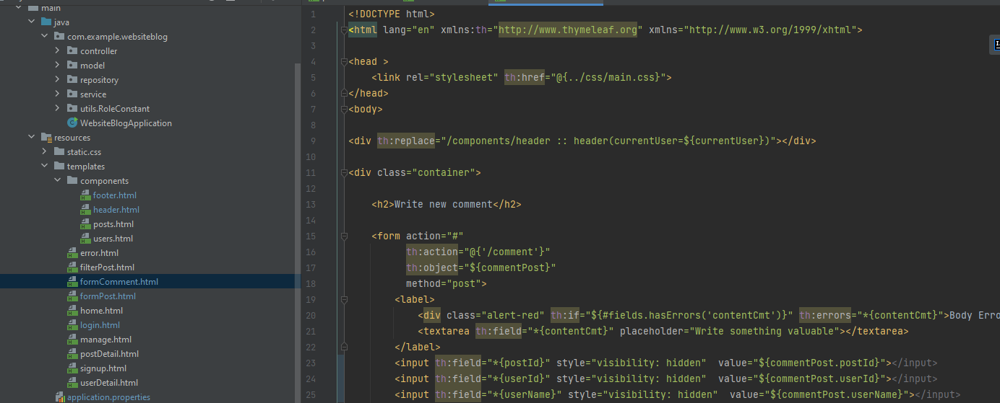 main
java
com.example.websiteblog
controller
model
repository
service
utils.RoleConstant
WebsiteBlogApplication
resources
static.css
templates
components
footer.html
header.html
posts.html
users.html
error.html
filterPost.html
formComment.html
formPost.html
home.html
login.html
manage.html
postDetail.html
signup.html
userDetail.html
application.properties
1 <!DOCTYPE html>
2 <html lang="en" xmlns:th="http://www.thymeleaf.org" xmlns="http://www.w3.org/1999/xhtml">
3
4 <head >
5 <link rel="stylesheet" th:href="@{../css/main.css}">
6 </head>
7 <body>
8
9 <div th:replace="/components/header :: header(currentUser=${currentUser})"></div>
10
11 <div class="container">
12
13 <h2>Write new comment</h2>
14
15 <form action="#"
16 th:action="@{'/comment'}"
17 th:object="${commentPost}"
18 method="post">
19 <label>
20 <div class="alert-red" th:if="${#fields.hasErrors('contentCmt')}" th:errors="*{contentCmt}">Body Erro
21 <textarea th:field="*{contentCmt}" placeholder="Write something valuable"></textarea>
22 </label>
23 <input th:field="*{postId}" style="visibility: hidden" value="${commentPost.postId}"></input>
24 <input th:field="*{userId}" style="visibility: hidden" value="${commentPost.userId}"></input>
25 <input th:field="*{userName}" style="visibility: hidden" value="${commentPost.userName}"></input>